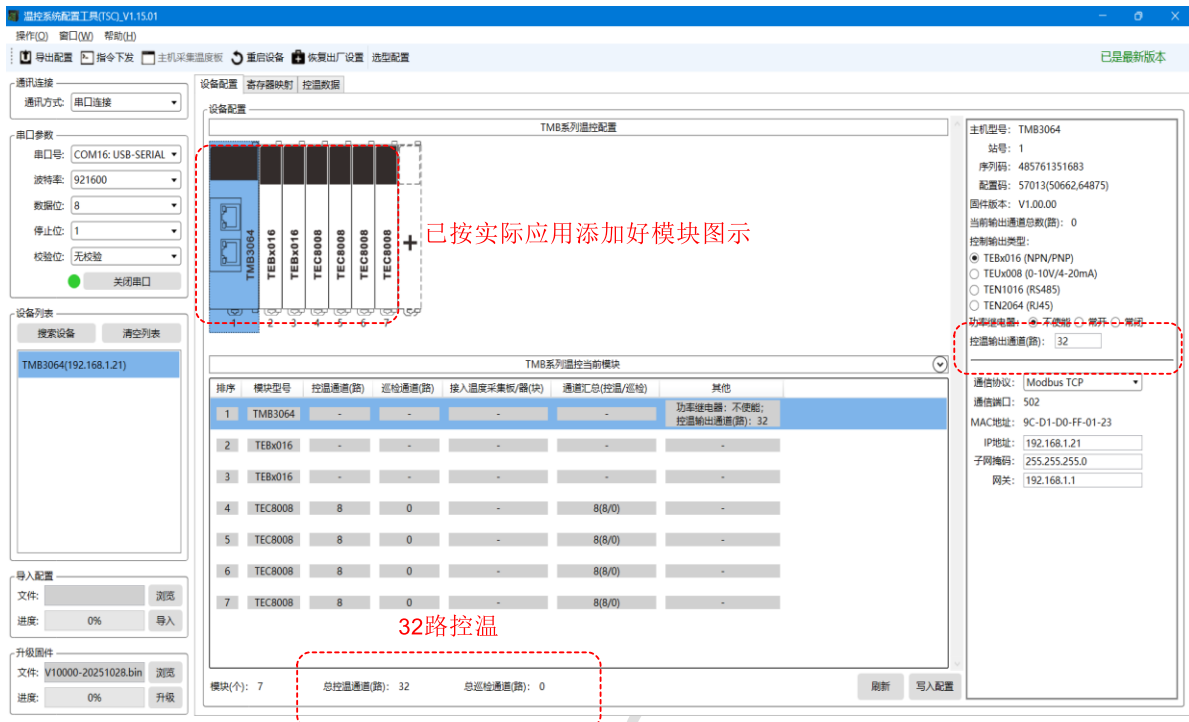 温控系统配置工具(TSC)_V1.15.01
操作(O) 窗口(W) 帮助(H)
导出配置 指令下发 主机采集温度板 重启设备 恢复出厂设置 选型配置 已是最新版本
通讯连接
通讯方式: 串口连接
串口参数
串口号: COM16: USB-SERIAL
波特率: 921600
数据位: 8
停止位: 1
校验位: 无校验
关闭串口
设备列表
搜索设备 清空列表
TMB3064(192.168.1.21)
导入配置
文件: 浏览
进度: 0% 导入
升级固件
文件: V10000-20251028.bin 浏览
进度: 0% 升级
设备配置 寄存器映射 控温数据
设备配置
TMB系列温控配置
TMB3064 TEBx016 TEBx016 TEC8008 TEC8008 TEC8008 TEC8008 +
1 2 3 4 5 6 7
已按实际应用添加好模块图示
TMB系列温控当前模块
排序 模块型号 控温通道(路) 巡检通道(路) 接入温度采集板/器(块) 通道汇总(控温/巡检) 其他
1 TMB3064 - - - - 功率继电器: 不使能;
控温输出通道(路): 32
2 TEBx016 - - - - -
3 TEBx016 - - - - -
4 TEC8008 8 0 - 8(8/0) -
5 TEC8008 8 0 - 8(8/0) -
6 TEC8008 8 0 - 8(8/0) -
7 TEC8008 8 0 - 8(8/0) -
32路控温
模块(个): 7 总控温通道(路): 32 总巡检通道(路): 0 刷新 写入配置
主机型号: TMB3064
站号: 1
序列码: 485761351683
配置码: 57013(50662,64875)
固件版本: V1.00.00
当前输出通道总数(路): 0
控制输出类型:
TEBx016 (NPN/PNP)
TEUx008 (0-10V/4-20mA)
TEN1016 (RS485)
TEN2064 (RJ45)
功率继电器: 不使能 常开 常闭
控温输出通道(路): 32
通信协议: Modbus TCP
通信端口: 502
MAC地址: 9C-D1-D0-FF-01-23
IP地址: 192.168.1.21
子网掩码: 255.255.255.0
网关: 192.168.1.1